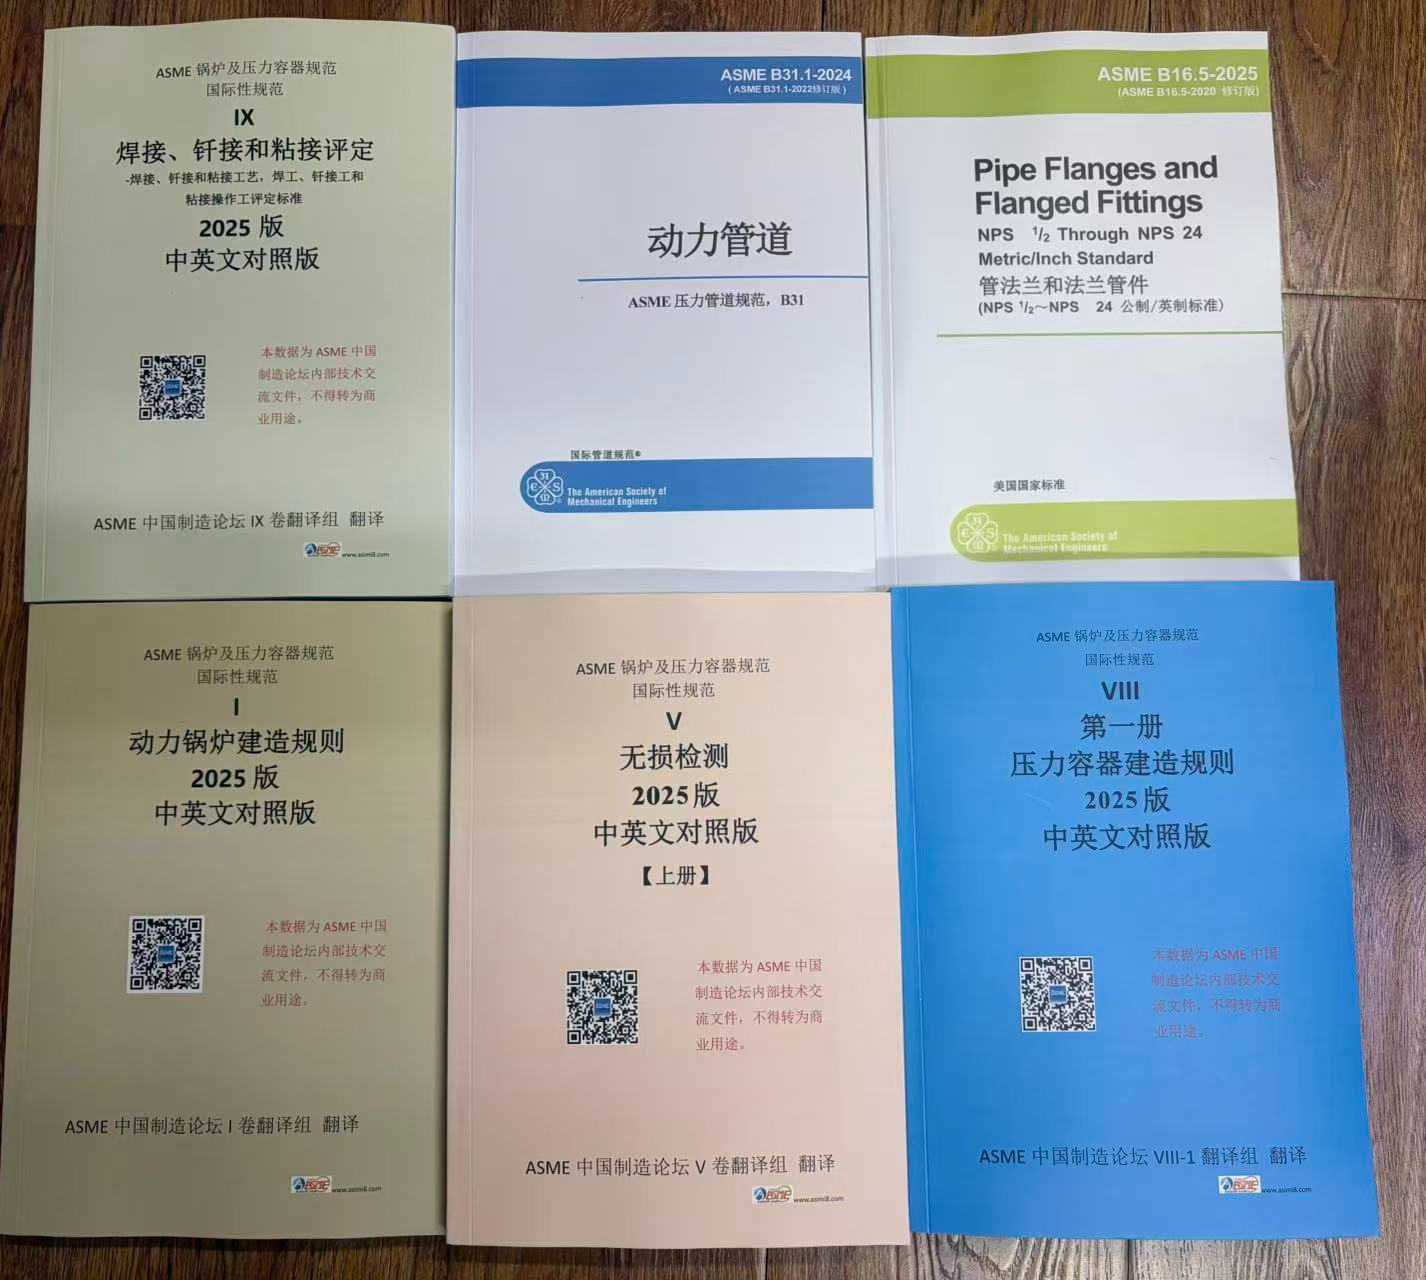 ASME 锅炉及压力容器规范
国际性规范
IX
焊接、钎接和粘接评定
-焊接、钎接和粘接工艺，焊工、钎接工和
粘接操作工评定标准
2025 版
中英文对照版
本数据为 ASME 中国
制造论坛内部技术交
流文件，不得转为商
业用途。
ASME 中国制造论坛 IX 卷翻译组 翻译
ASME
www.asmi8.com
ASME B31.1-2024
( ASME B31.1-2022修订版 )
动力管道
ASME 压力管道规范，B31
国际管道规范®
The American Society of
Mechanical Engineers
ASME B16.5-2025
(ASME B16.5-2020 修订版)
Pipe Flanges and
Flanged Fittings
NPS 1/2 Through NPS 24
Metric/Inch Standard
管法兰和法兰管件
(NPS 1/2～NPS 24 公制/英制标准)
美国国家标准
The American Society of
Mechanical Engineers
ASME 锅炉及压力容器规范
国际性规范
I
动力锅炉建造规则
2025 版
中英文对照版
本数据为 ASME 中国
制造论坛内部技术交
流文件，不得转为商
业用途。
ASME 中国制造论坛 I 卷翻译组 翻译
ASME
www.asmi8.com
ASME 锅炉及压力容器规范
国际性规范
V
无损检测
2025 版
中英文对照版
【上册】
本数据为 ASME 中国
制造论坛内部技术交
流文件，不得转为商
业用途。
ASME 中国制造论坛 V 卷翻译组 翻译
ASME
www.asmi8.com
ASME 锅炉及压力容器规范
国际性规范
VIII
第一册
压力容器建造规则
2025 版
中英文对照版
本数据为 ASME 中国
制造论坛内部技术交
流文件，不得转为商
业用途。
ASME 中国制造论坛 VIII-1 翻译组 翻译
ASME
www.asmi8.com